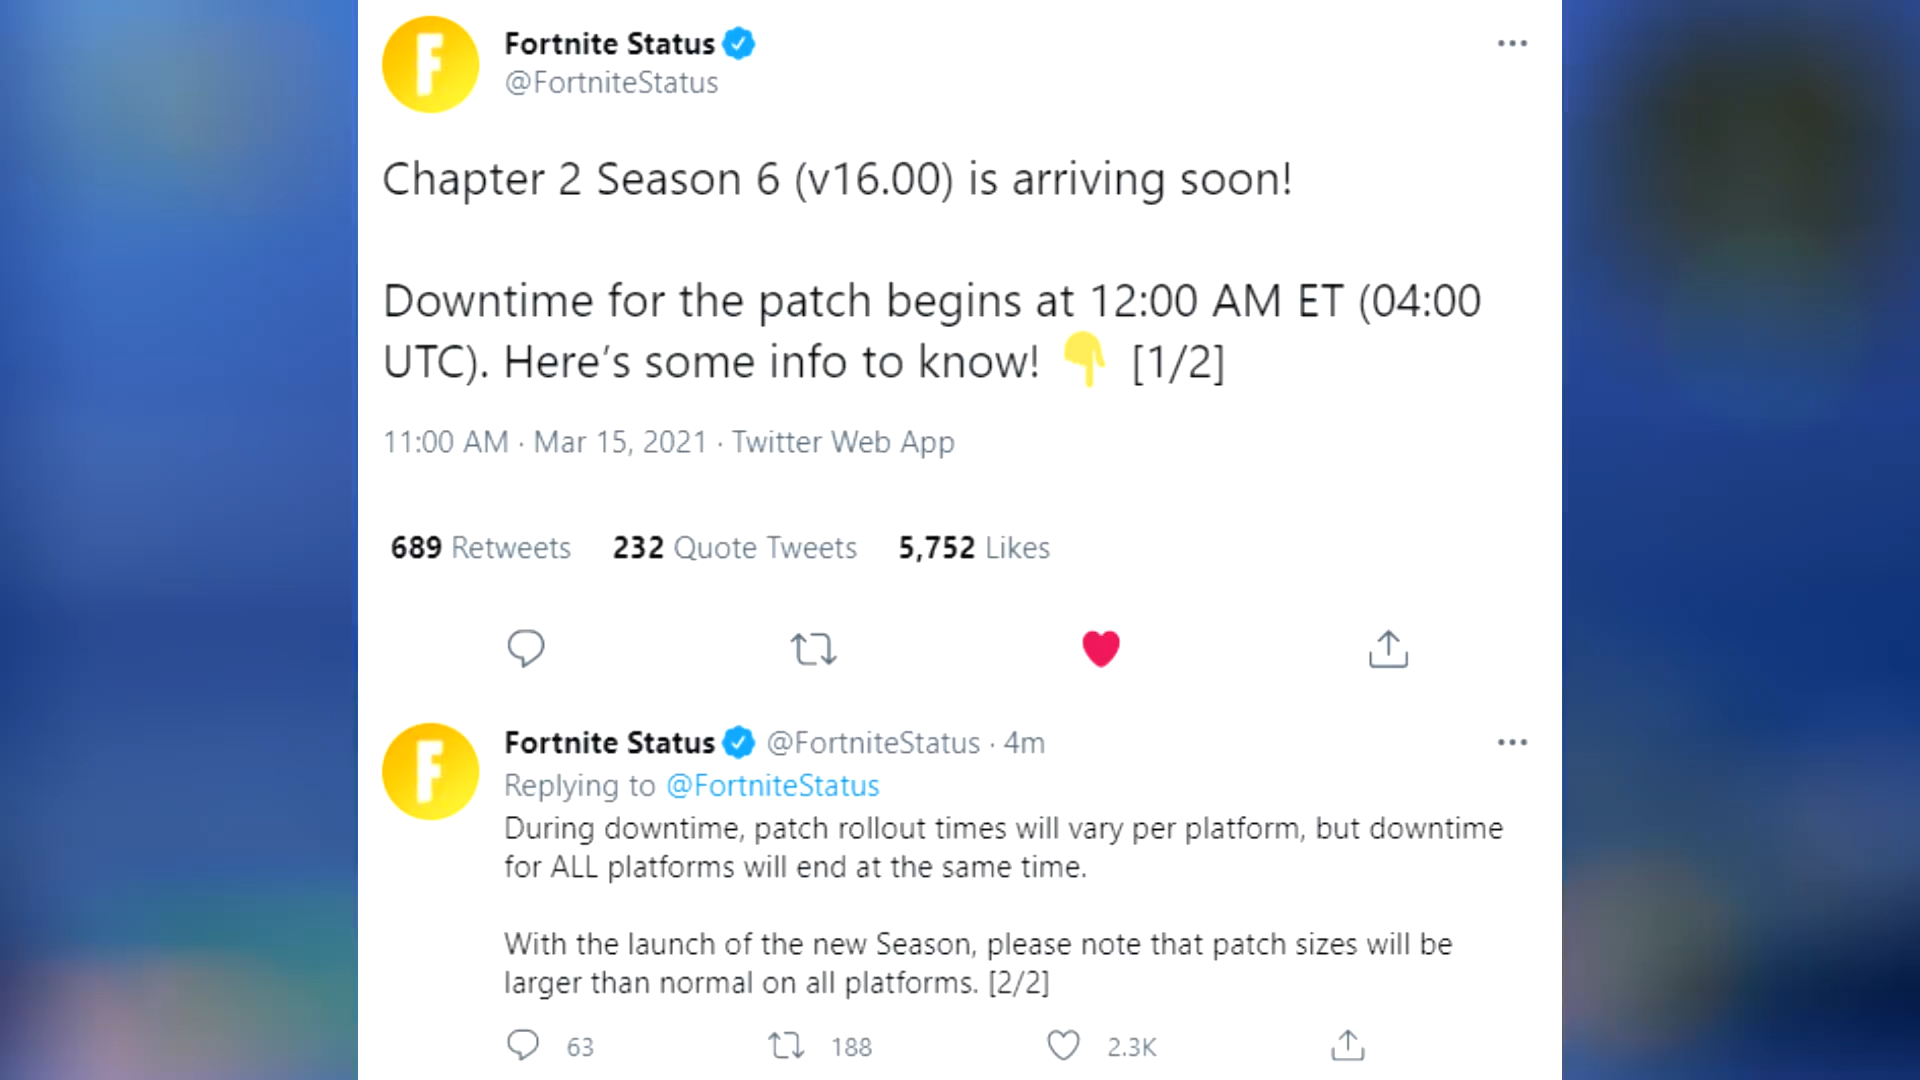 Fortnite Status
@FortniteStatus
Chapter 2 Season 6 (v16.00) is arriving soon!
Downtime for the patch begins at 12:00 AM ET (04:00
UTC). Here’s some info to know! 👇 [1/2]
11:00 AM · Mar 15, 2021 · Twitter Web App
689 Retweets 232 Quote Tweets 5,752 Likes
Fortnite Status @FortniteStatus · 4m
Replying to @FortniteStatus
During downtime, patch rollout times will vary per platform, but downtime
for ALL platforms will end at the same time.
With the launch of the new Season, please note that patch sizes will be
larger than normal on all platforms. [2/2]
63 188 2.3K